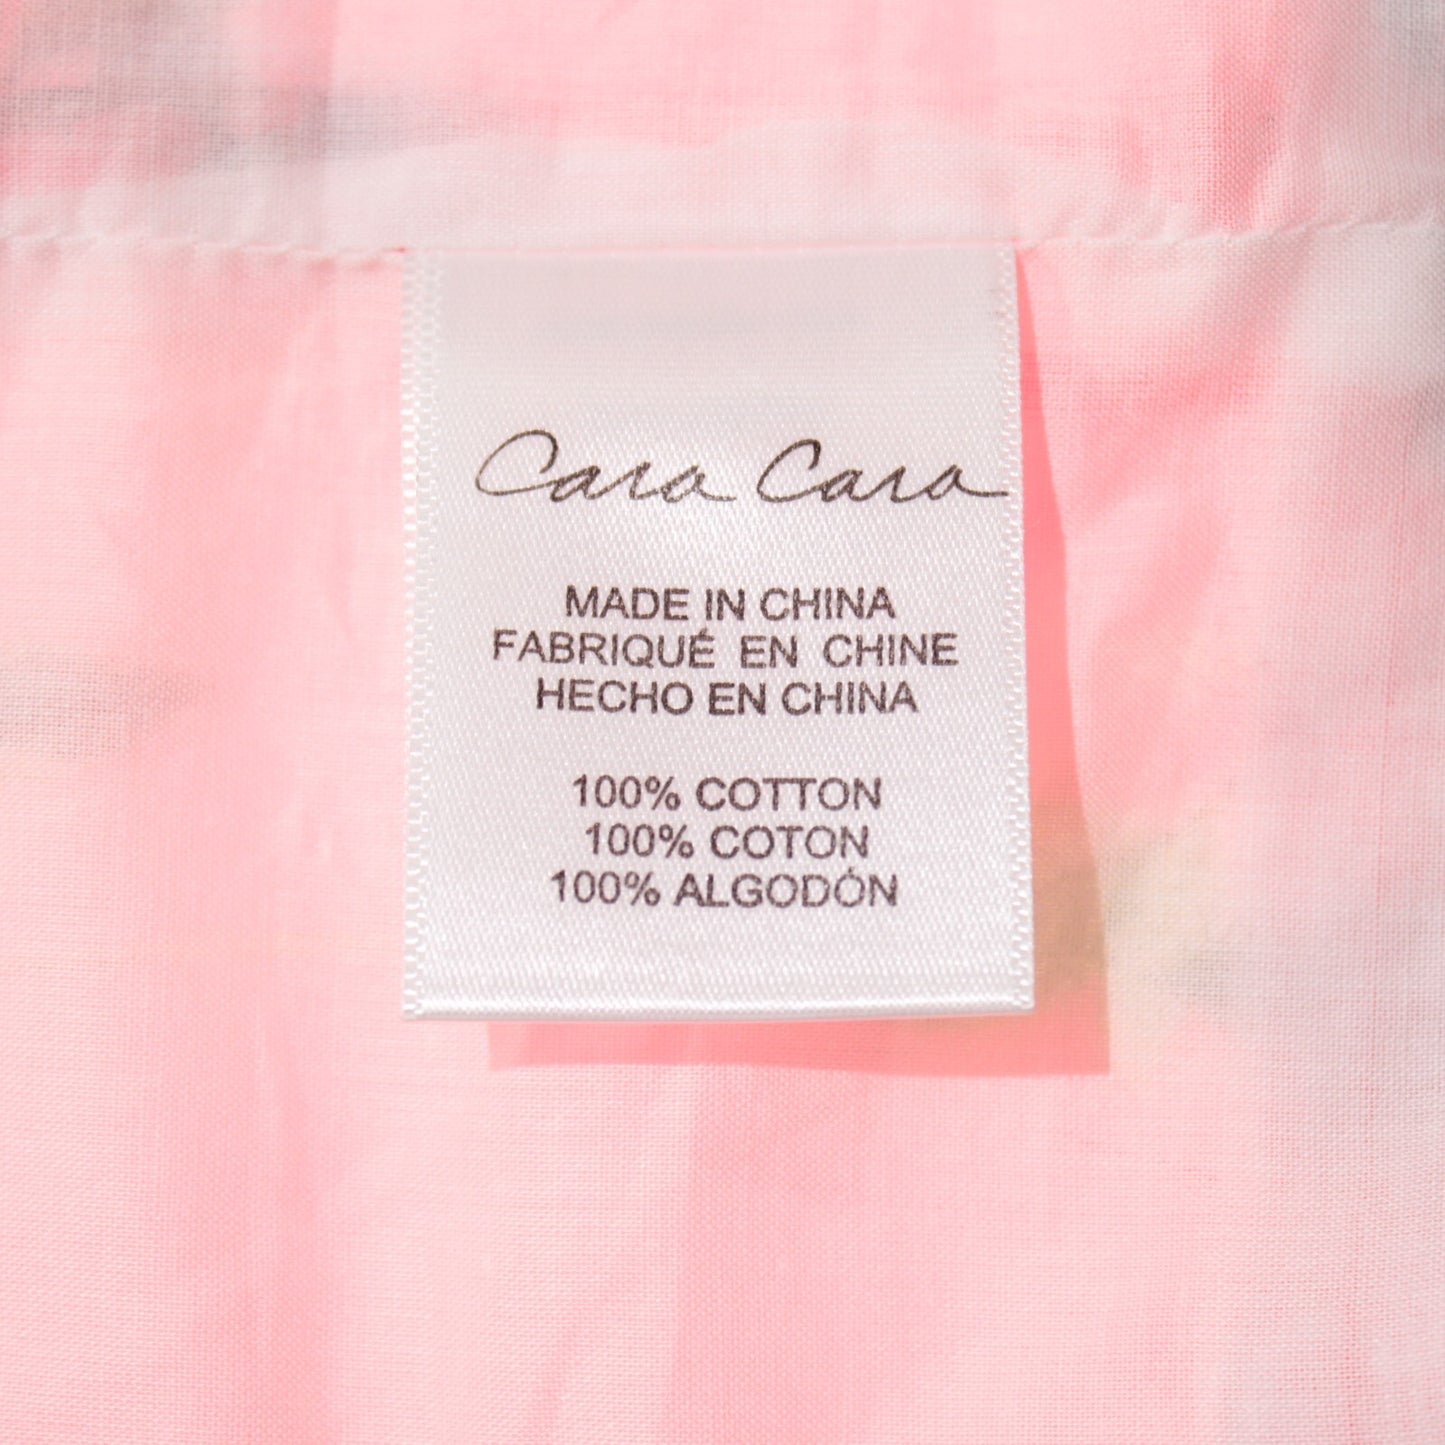 Cara Cara
MADE IN CHINA
FABRIQUÉ EN CHINE
HECHO EN CHINA
100% COTTON
100% COTON
100% ALGODÓN